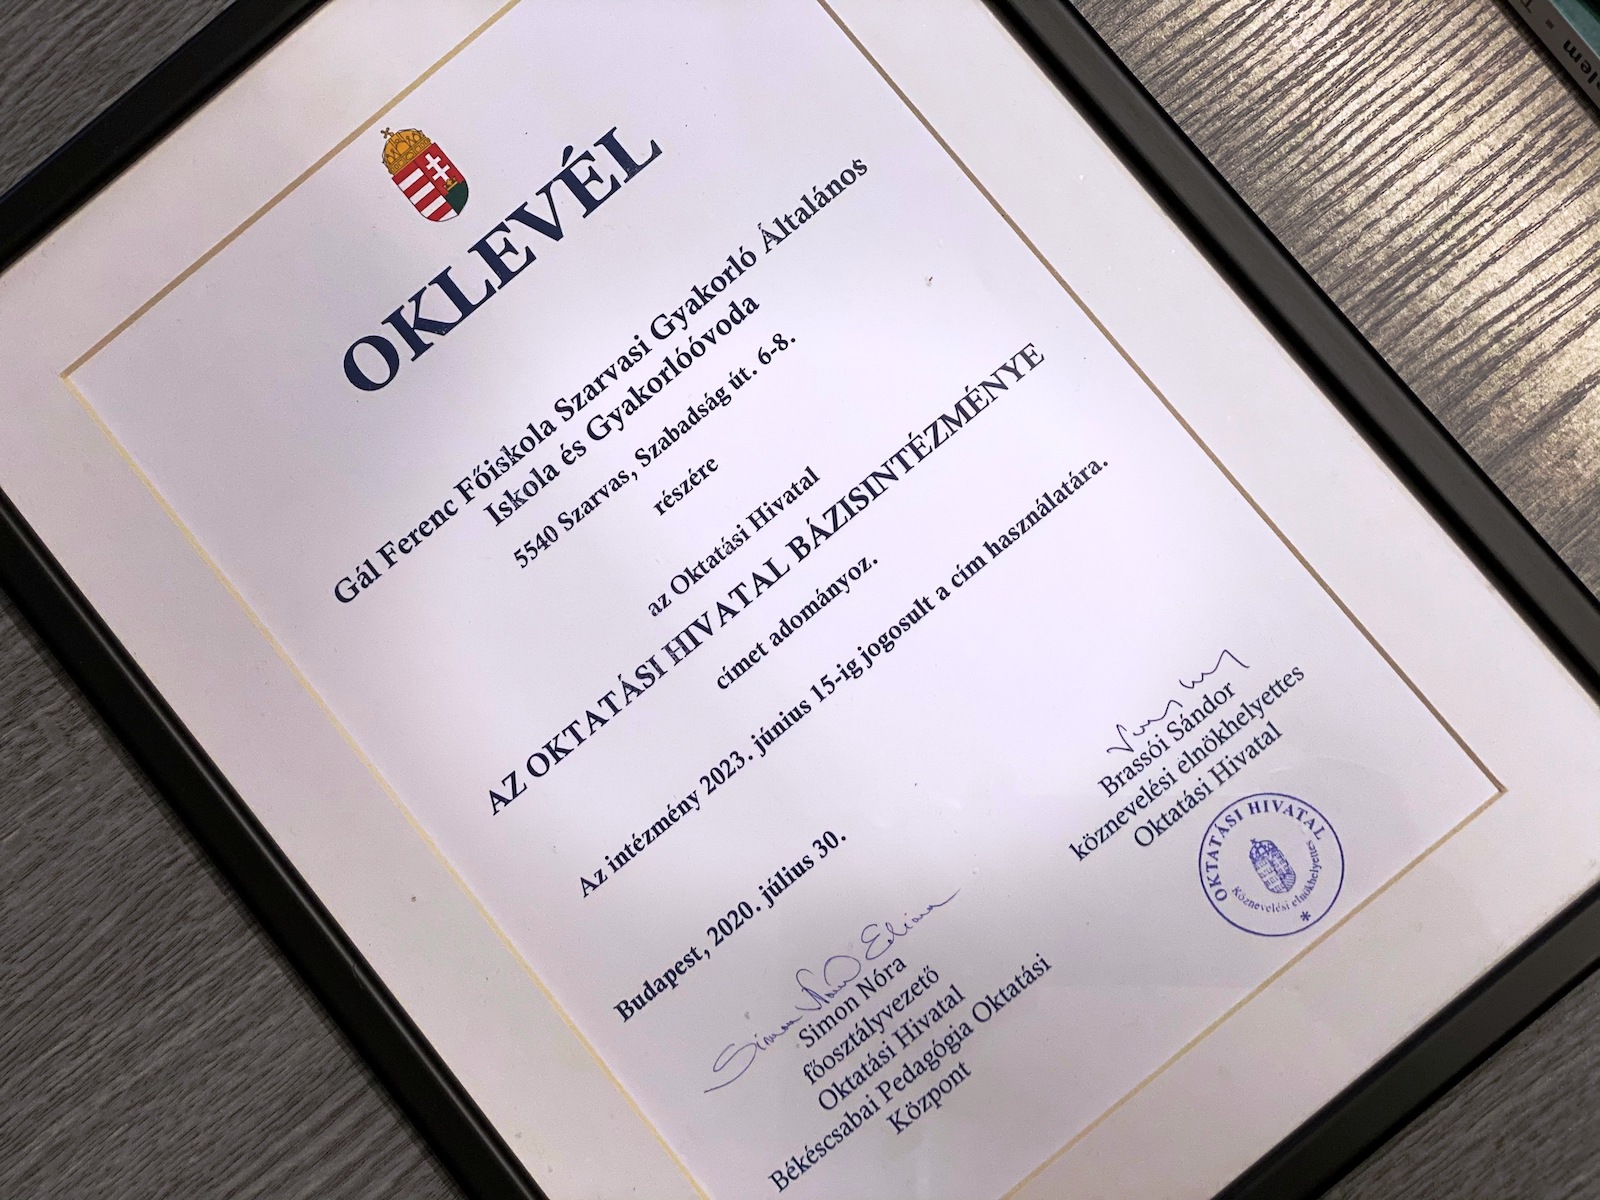 OKLEVÉL
Gál Ferenc Főiskola Szarvasi Gyakorló Általános
Iskola és Gyakorlóóvoda
5540 Szarvas, Szabadság út. 6-8.
részére
az Oktatási Hivatal
AZ OKTATÁSI HIVATAL BÁZISINTÉZMÉNYE
címet adományoz.
Az intézmény 2023. június 15-ig jogosult a cím használatára.
Budapest, 2020. július 30.
Brassói Sándor
köznevelési elnökhelyettes
Oktatási Hivatal
OKTATÁSI HIVATAL
Köznevelési elnökhelyettes
*
Simon Nóra
főosztályvezető
Oktatási Hivatal
Békéscsabai Pedagógia Oktatási
Központ